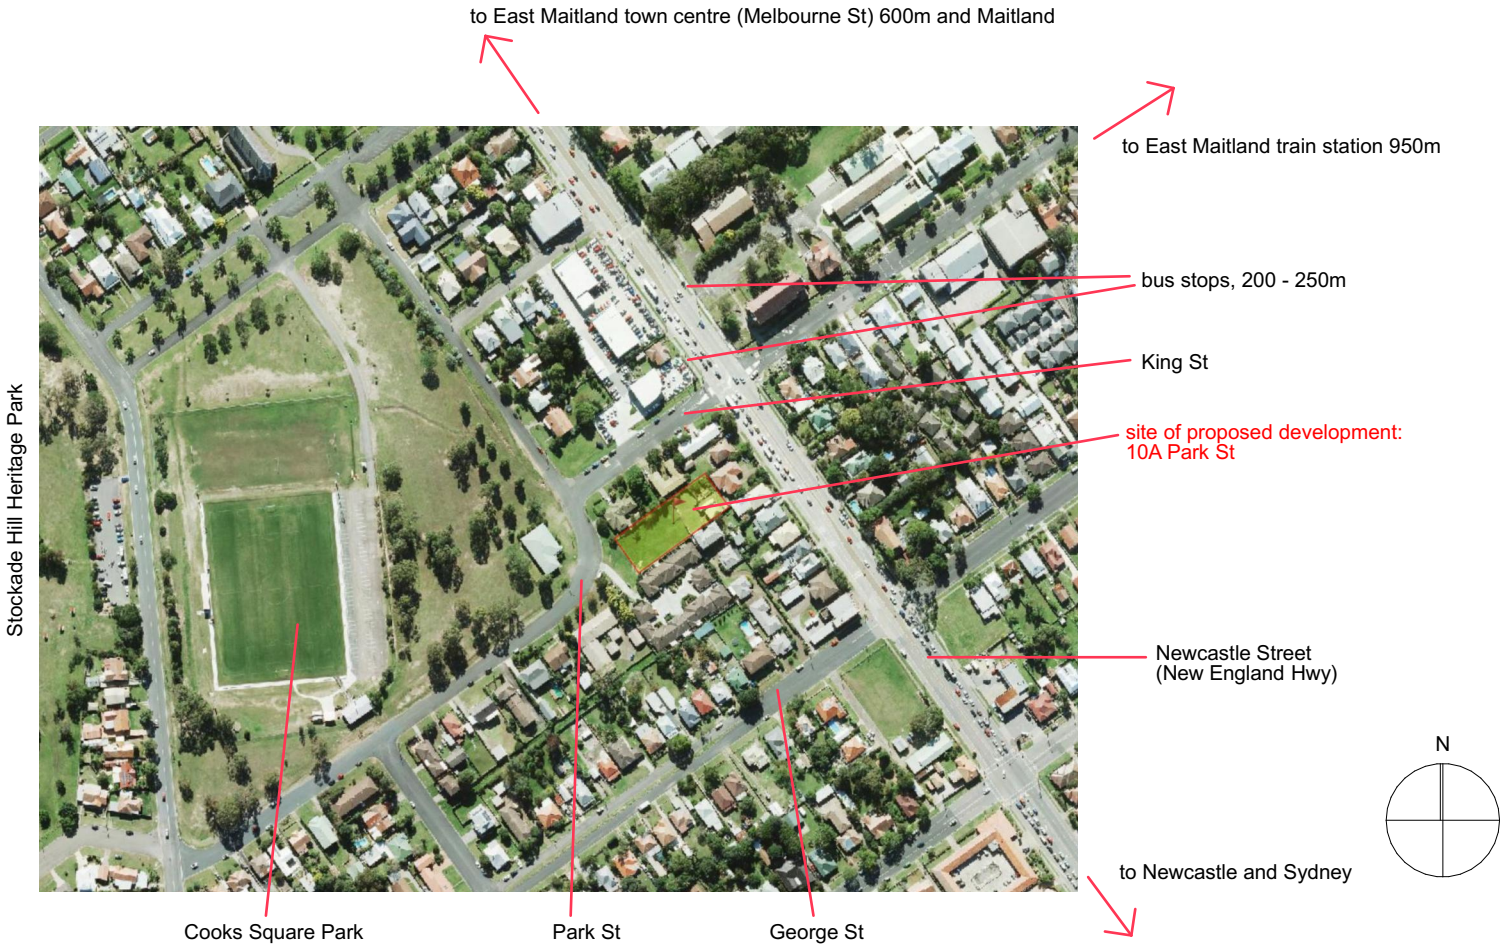 to East Maitland town centre (Melbourne St) 600m and Maitland
to East Maitland train station 950m
bus stops, 200 - 250m
King St
site of proposed development:
10A Park St
Stockade Hill Heritage Park
Newcastle Street
(New England Hwy)
N
to Newcastle and Sydney
Cooks Square Park
Park St
George St